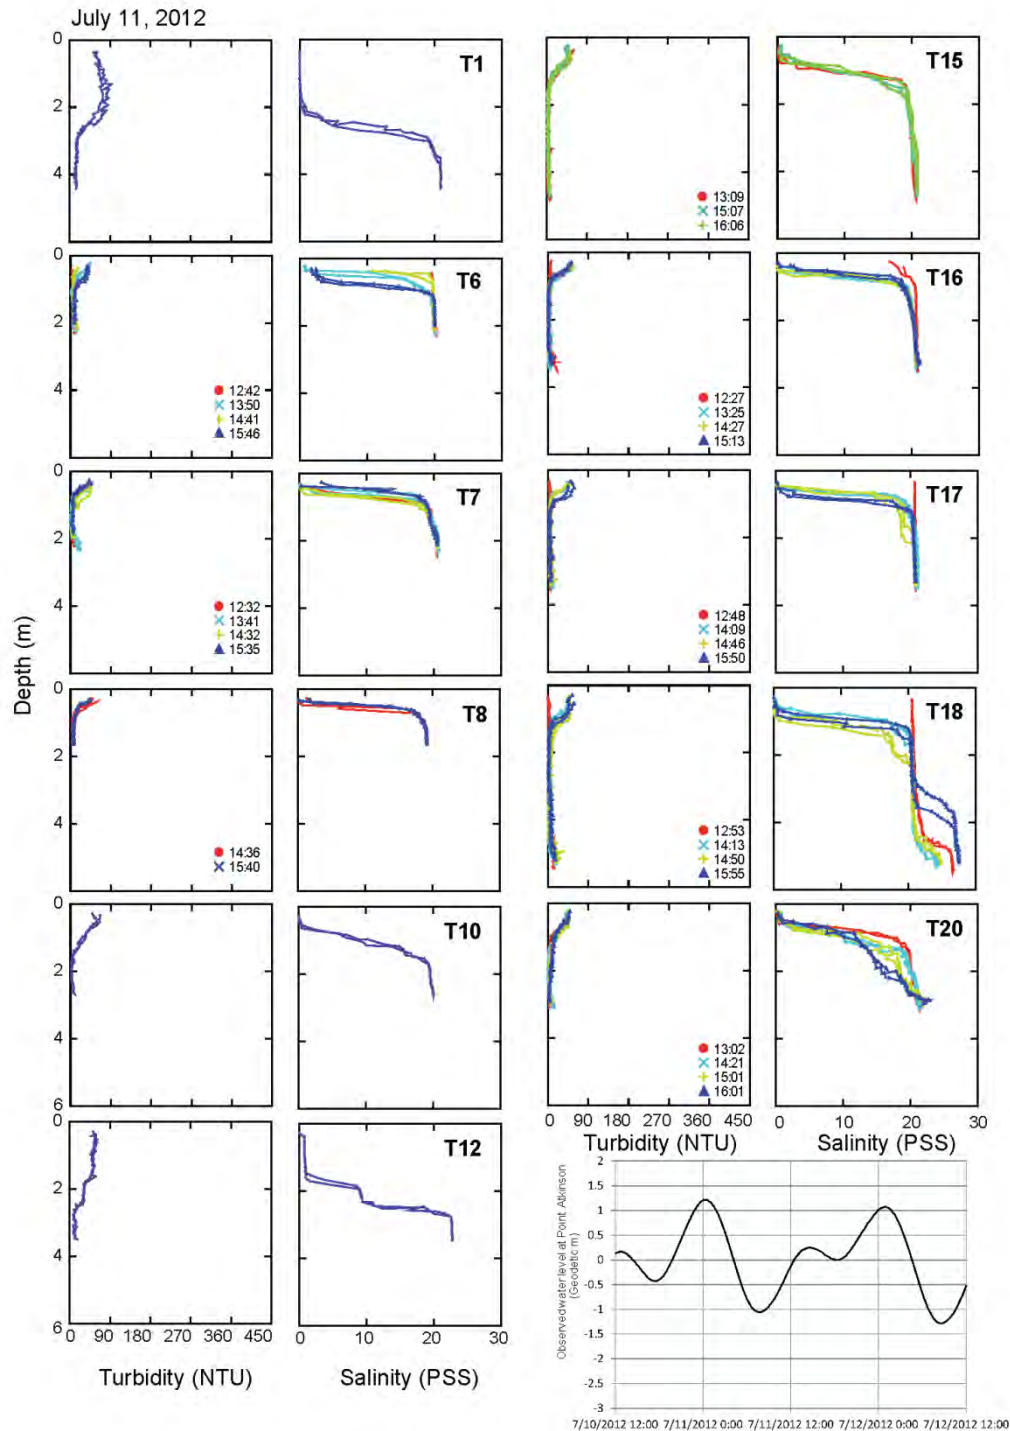 July 11, 2012
0
2
4
T1
T15
13:09
15:07
16:06
0
2
4
T6
12:42
13:50
14:41
15:46
T16
12:27
13:25
14:27
15:13
0
2
4
T7
12:32
13:41
14:32
15:35
T17
12:48
14:09
14:46
15:50
Depth (m)
0
2
4
T8
14:36
15:40
T18
12:53
14:13
14:50
15:55
0
2
4
6
T10
T20
13:02
14:21
15:01
16:01
0 90 180 270 360 450
0 10 20 30
Turbidity (NTU) Salinity (PSS)
0
2
4
6
T12
0 90 180 270 360 450
0 10 20 30
Turbidity (NTU) Salinity (PSS)
Observed water level at Point Atkinson
(Geodetic m)
2
1.5
1
0.5
0
-0.5
-1
-1.5
-2
-2.5
-3
7/10/2012 12:00 7/11/2012 0:00 7/11/2012 12:00 7/12/2012 0:00 7/12/2012 12:00